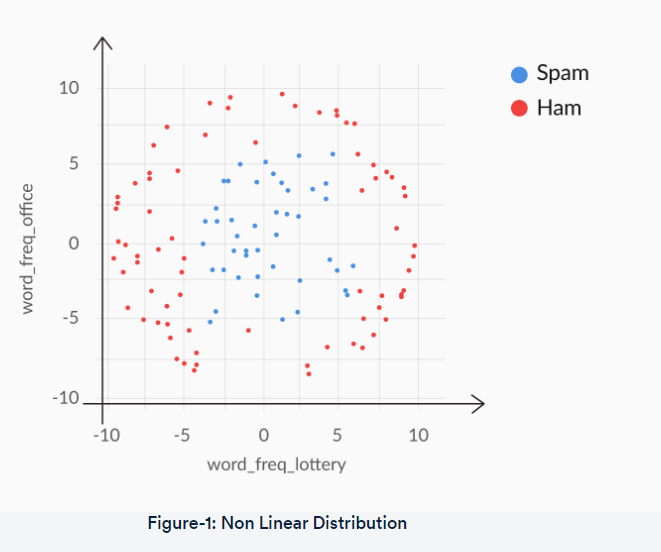 Spam
Ham
10
5
0
-5
-10
word_freq_office
-10 -5 0 5 10
word_freq_lottery
Figure-1: Non Linear Distribution